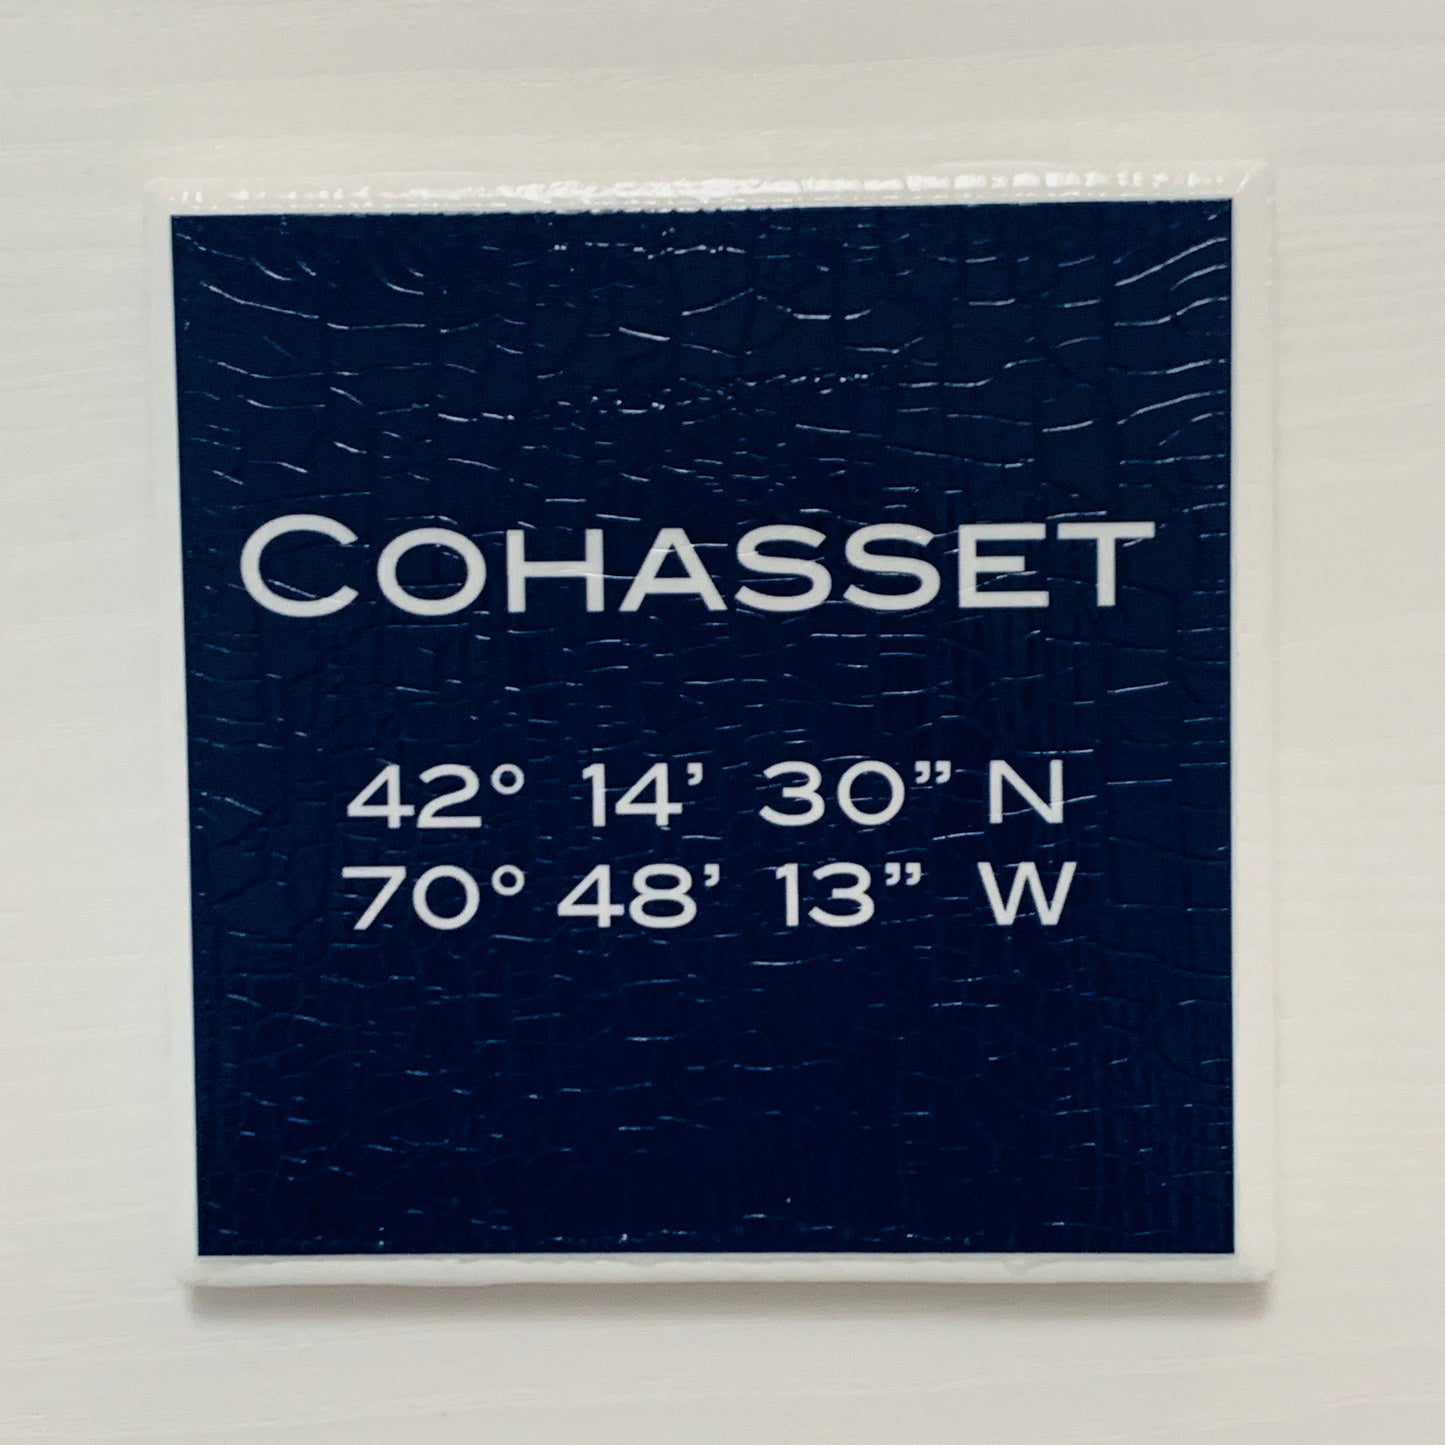 COHASSET
42° 14’ 30” N
70° 48’ 13” W